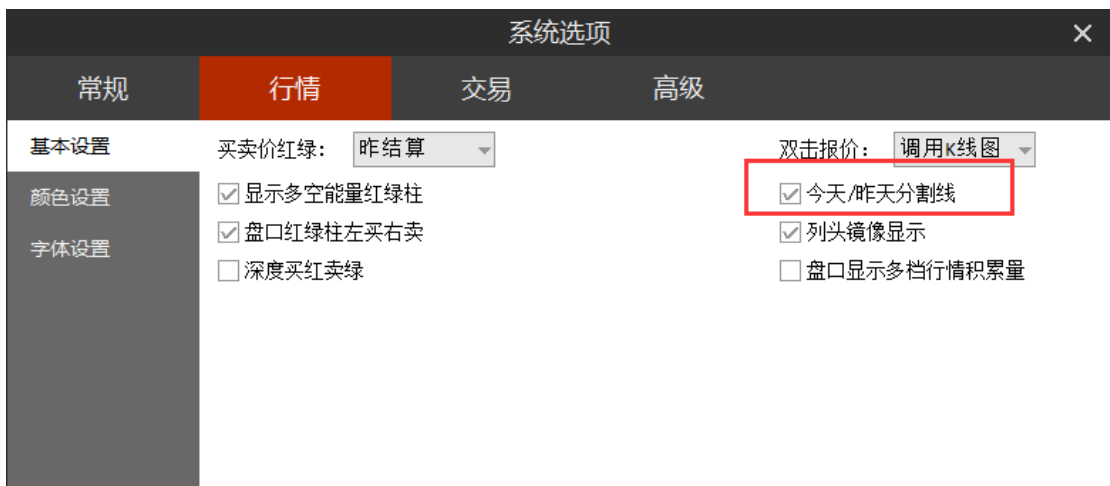 系统选项
常规 行情 交易 高级
基本设置
颜色设置
字体设置
买卖价红绿： 昨结算
双击报价： 调用K线图
显示多空能量红绿柱
今天/昨天分割线
盘口红绿柱左买右卖
列头镜像显示
深度买红卖绿
盘口显示多档行情积累量